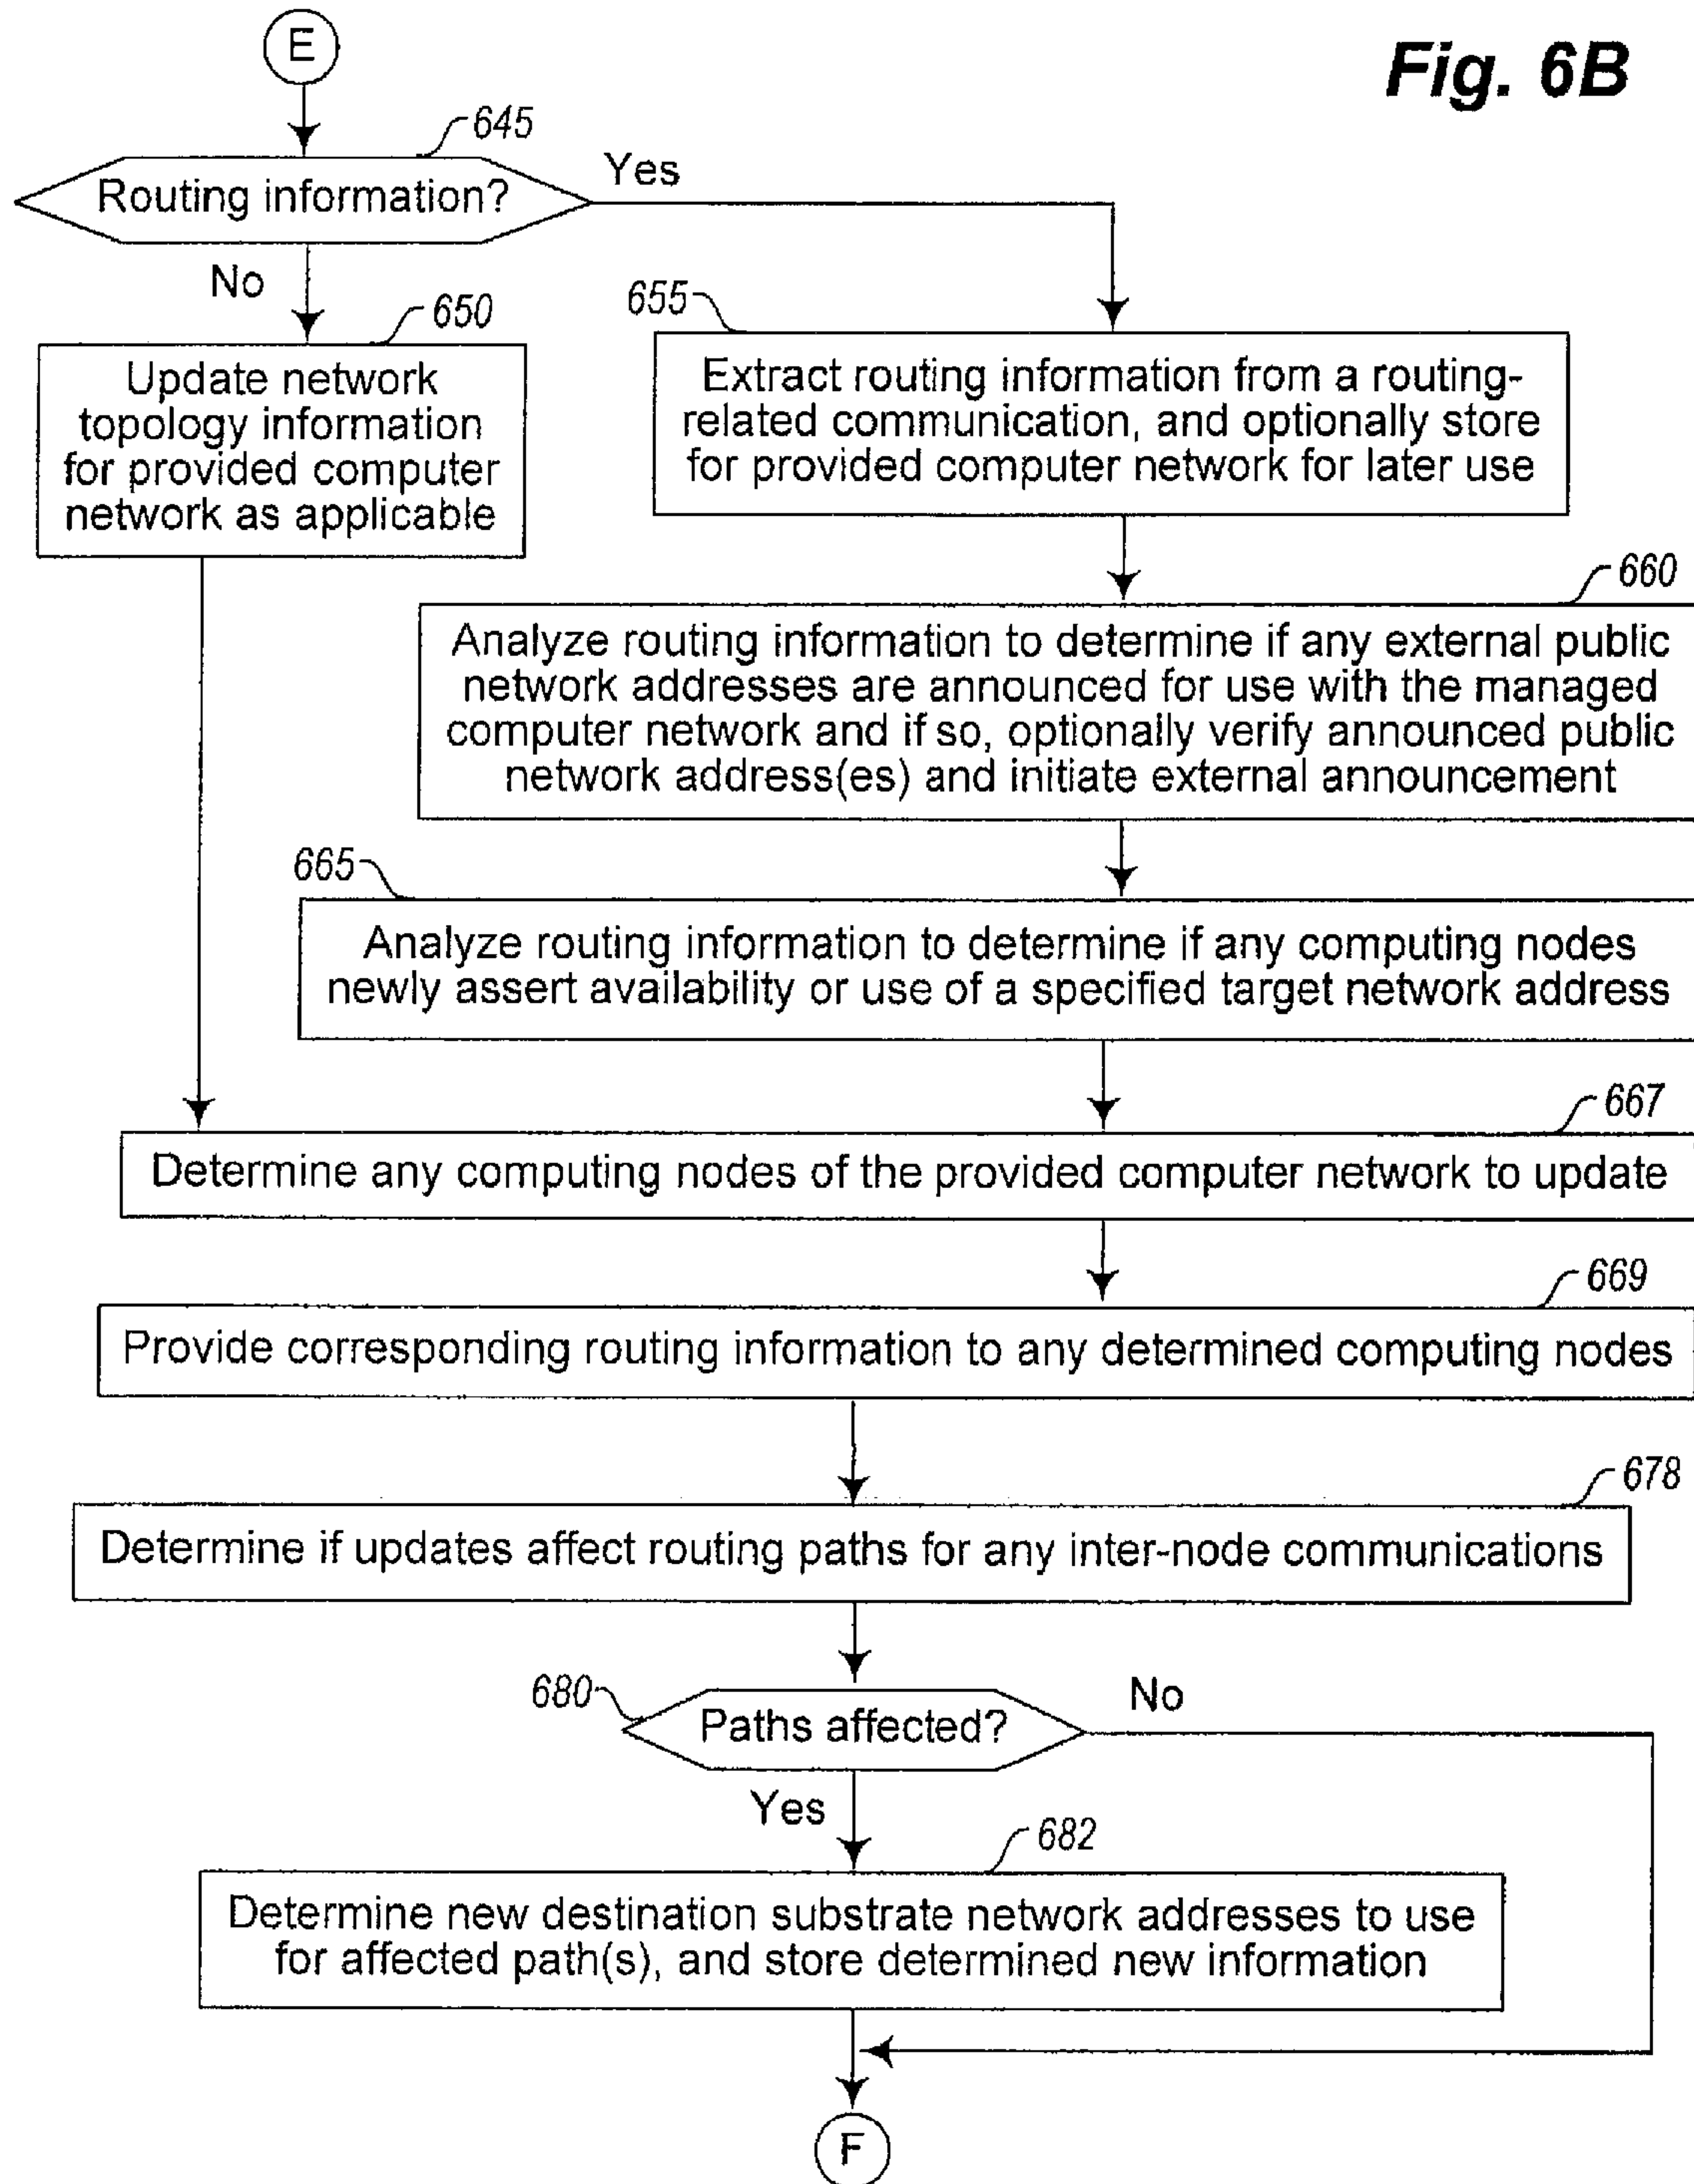 Fig. 6B
E
645
Routing information?
Yes
No
650
Update network
topology information
for provided computer
network as applicable
655
Extract routing information from a routing-
related communication, and optionally store
for provided computer network for later use
660
Analyze routing information to determine if any external public
network addresses are announced for use with the managed
computer network and if so, optionally verify announced public
network address(es) and initiate external announcement
665
Analyze routing information to determine if any computing nodes
newly assert availability or use of a specified target network address
667
Determine any computing nodes of the provided computer network to update
669
Provide corresponding routing information to any determined computing nodes
678
Determine if updates affect routing paths for any inter-node communications
680
Paths affected?
No
Yes
682
Determine new destination substrate network addresses to use
for affected path(s), and store determined new information
F